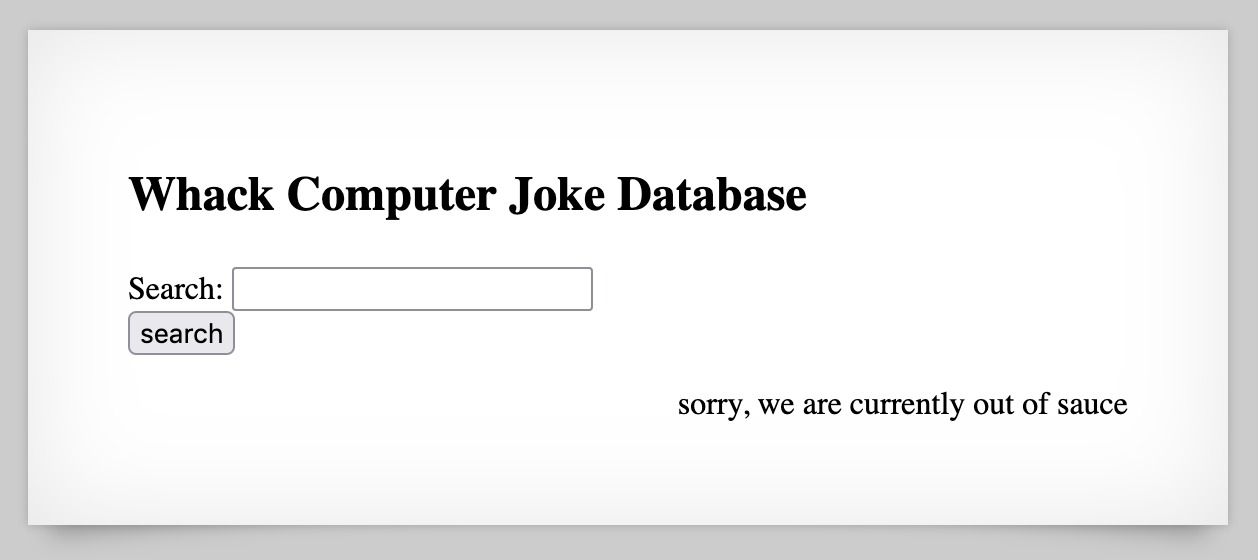 Whack Computer Joke Database
Search:
search
sorry, we are currently out of sauce